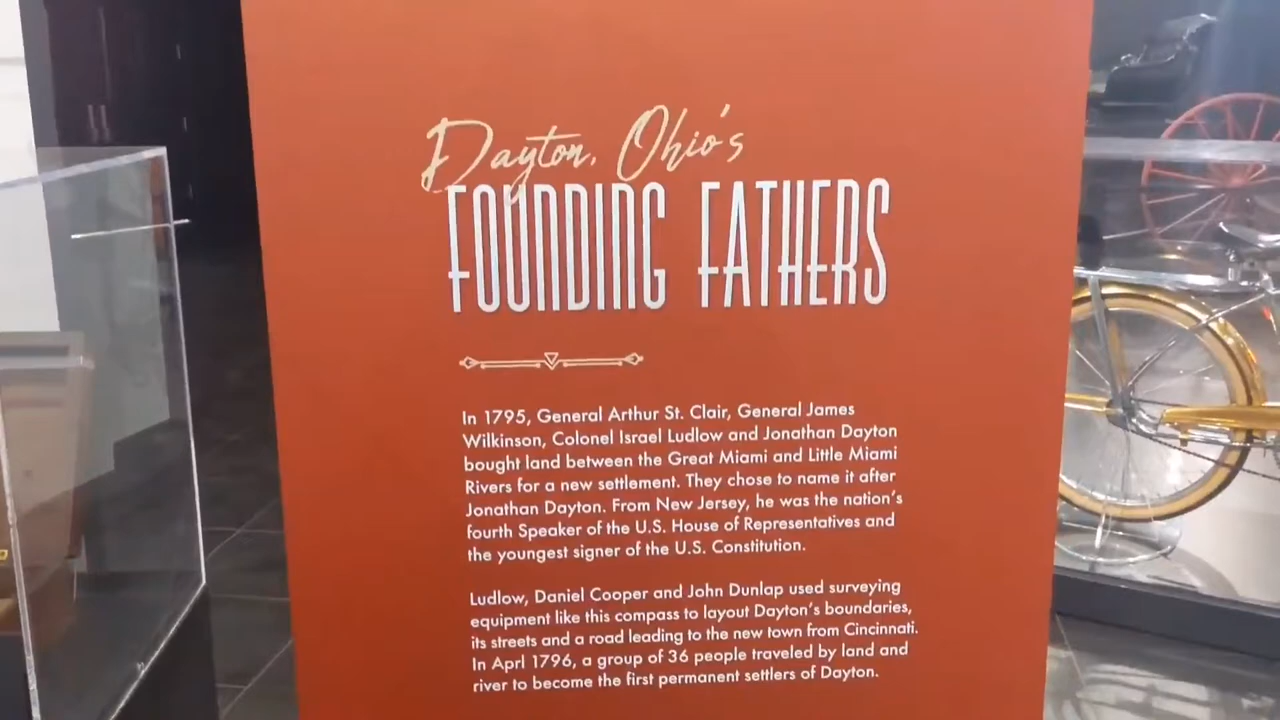 Dayton, Ohio's
FOUNDING FATHERS
In 1795, General Arthur St. Clair, General James
Wilkinson, Colonel Israel Ludlow and Jonathan Dayton
bought land between the Great Miami and Little Miami
Rivers for a new settlement. They chose to name it after
Jonathan Dayton. From New Jersey, he was the nation's
fourth Speaker of the U.S. House of Representatives and
the youngest signer of the U.S. Constitution.
Ludlow, Daniel Cooper and John Dunlap used surveying
equipment like this compass to layout Dayton's boundaries,
its streets and a road leading to the new town from Cincinnati.
In Aprl 1796, a group of 36 people traveled by land and
river to become the first permanent settlers of Dayton.